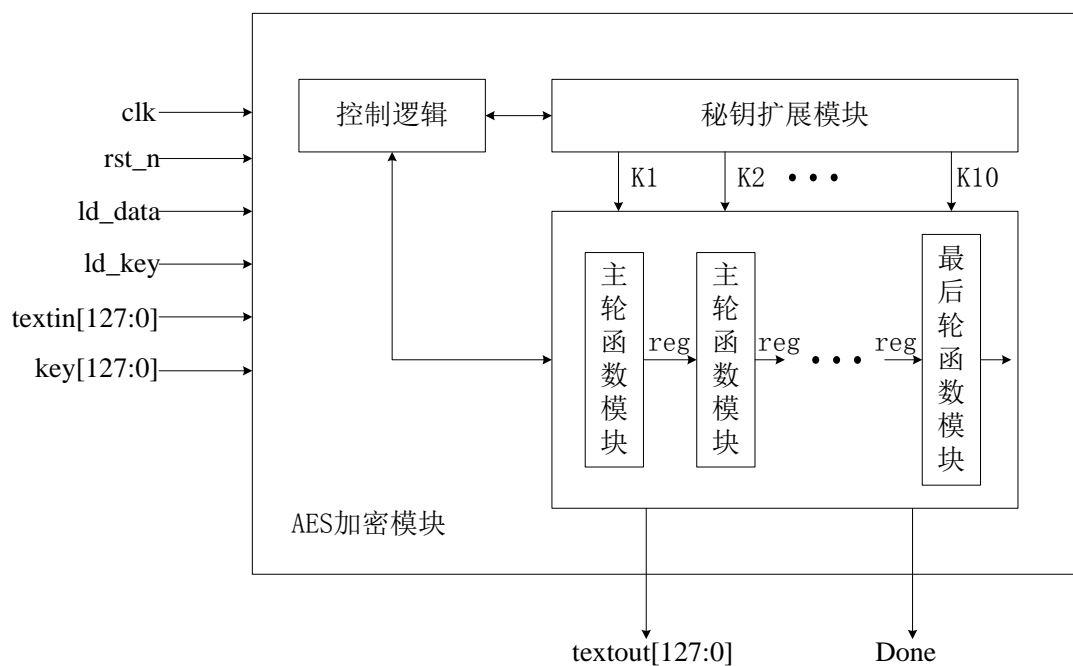 clk
rst_n
ld_data
ld_key
textin[127:0]
key[127:0]
控制逻辑
秘钥扩展模块
K1
K2
•••
K10
主轮函数模块
reg
主轮函数模块
reg
•••
reg
最后轮函数模块
AES加密模块
textout[127:0]
Done